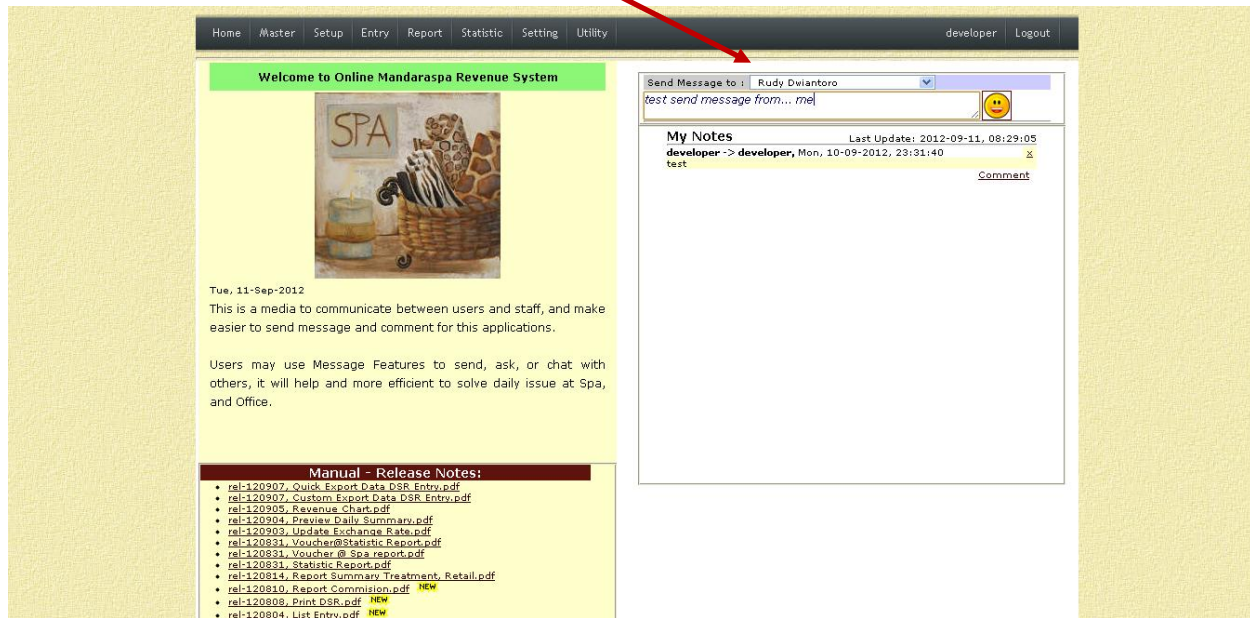 Home Master Setup Entry Report Statistic Setting Utility developer Logout
Welcome to Online Mandaraspa Revenue System
SPA
Tue, 11-Sep-2012
This is a media to communicate between users and staff, and make
easier to send message and comment for this applications.
Users may use Message Features to send, ask, or chat with
others, it will help and more efficient to solve daily issue at Spa,
and Office.
Manual - Release Notes:
rel-120907, Quick Export Data DSR Entry.pdf
rel-120907, Custom Export Data DSR Entry.pdf
rel-120905, Revenue Chart.pdf
rel-120904, Preview Daily Summary.pdf
rel-120903, Update Exchange Rate.pdf
rel-120831, Voucher@Statistic Report.pdf
rel-120831, Voucher @ Spa report.pdf
rel-120831, Statistic Report.pdf
rel-120814, Report Summary Treatment, Retail.pdf
rel-120810, Report Commision.pdf NEW
rel-120808, Print DSR.pdf NEW
rel-120804, List Entry.pdf NEW
Send Message to : Rudy Dwiantoro
test send message from... me
My Notes Last Update: 2012-09-11, 08:29:05
developer -> developer, Mon, 10-09-2012, 23:31:40 x
test
Comment